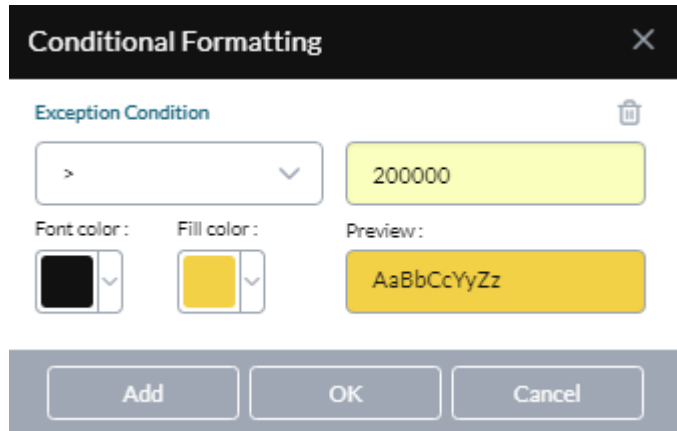 Conditional Formatting
Exception Condition
>
200000
Font color :
Fill color :
Preview :
AaBbCcYyZz
Add
OK
Cancel